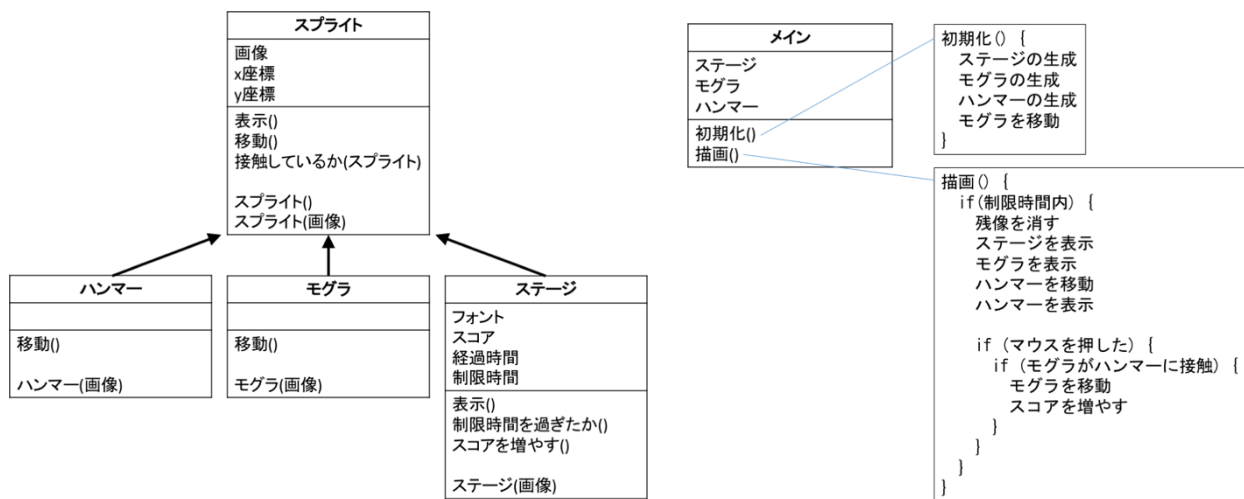 スプライト
画像
x座標
y座標
表示()
移動()
接触しているか(スプライト)
スプライト()
スプライト(画像)
ハンマー
移動()
ハンマー(画像)
モグラ
移動()
モグラ(画像)
ステージ
フォント
スコア
経過時間
制限時間
表示()
制限時間を過ぎたか()
スコアを増やす()
ステージ(画像)
メイン
ステージ
モグラ
ハンマー
初期化()
描画()
初期化() {
ステージの生成
モグラの生成
ハンマーの生成
モグラを移動
}
描画() {
if(制限時間内) {
残像を消す
ステージを表示
モグラを表示
ハンマーを移動
ハンマーを表示
if (マウスを押した) {
if (モグラがハンマーに接触) {
モグラを移動
スコアを増やす
}
}
}
}